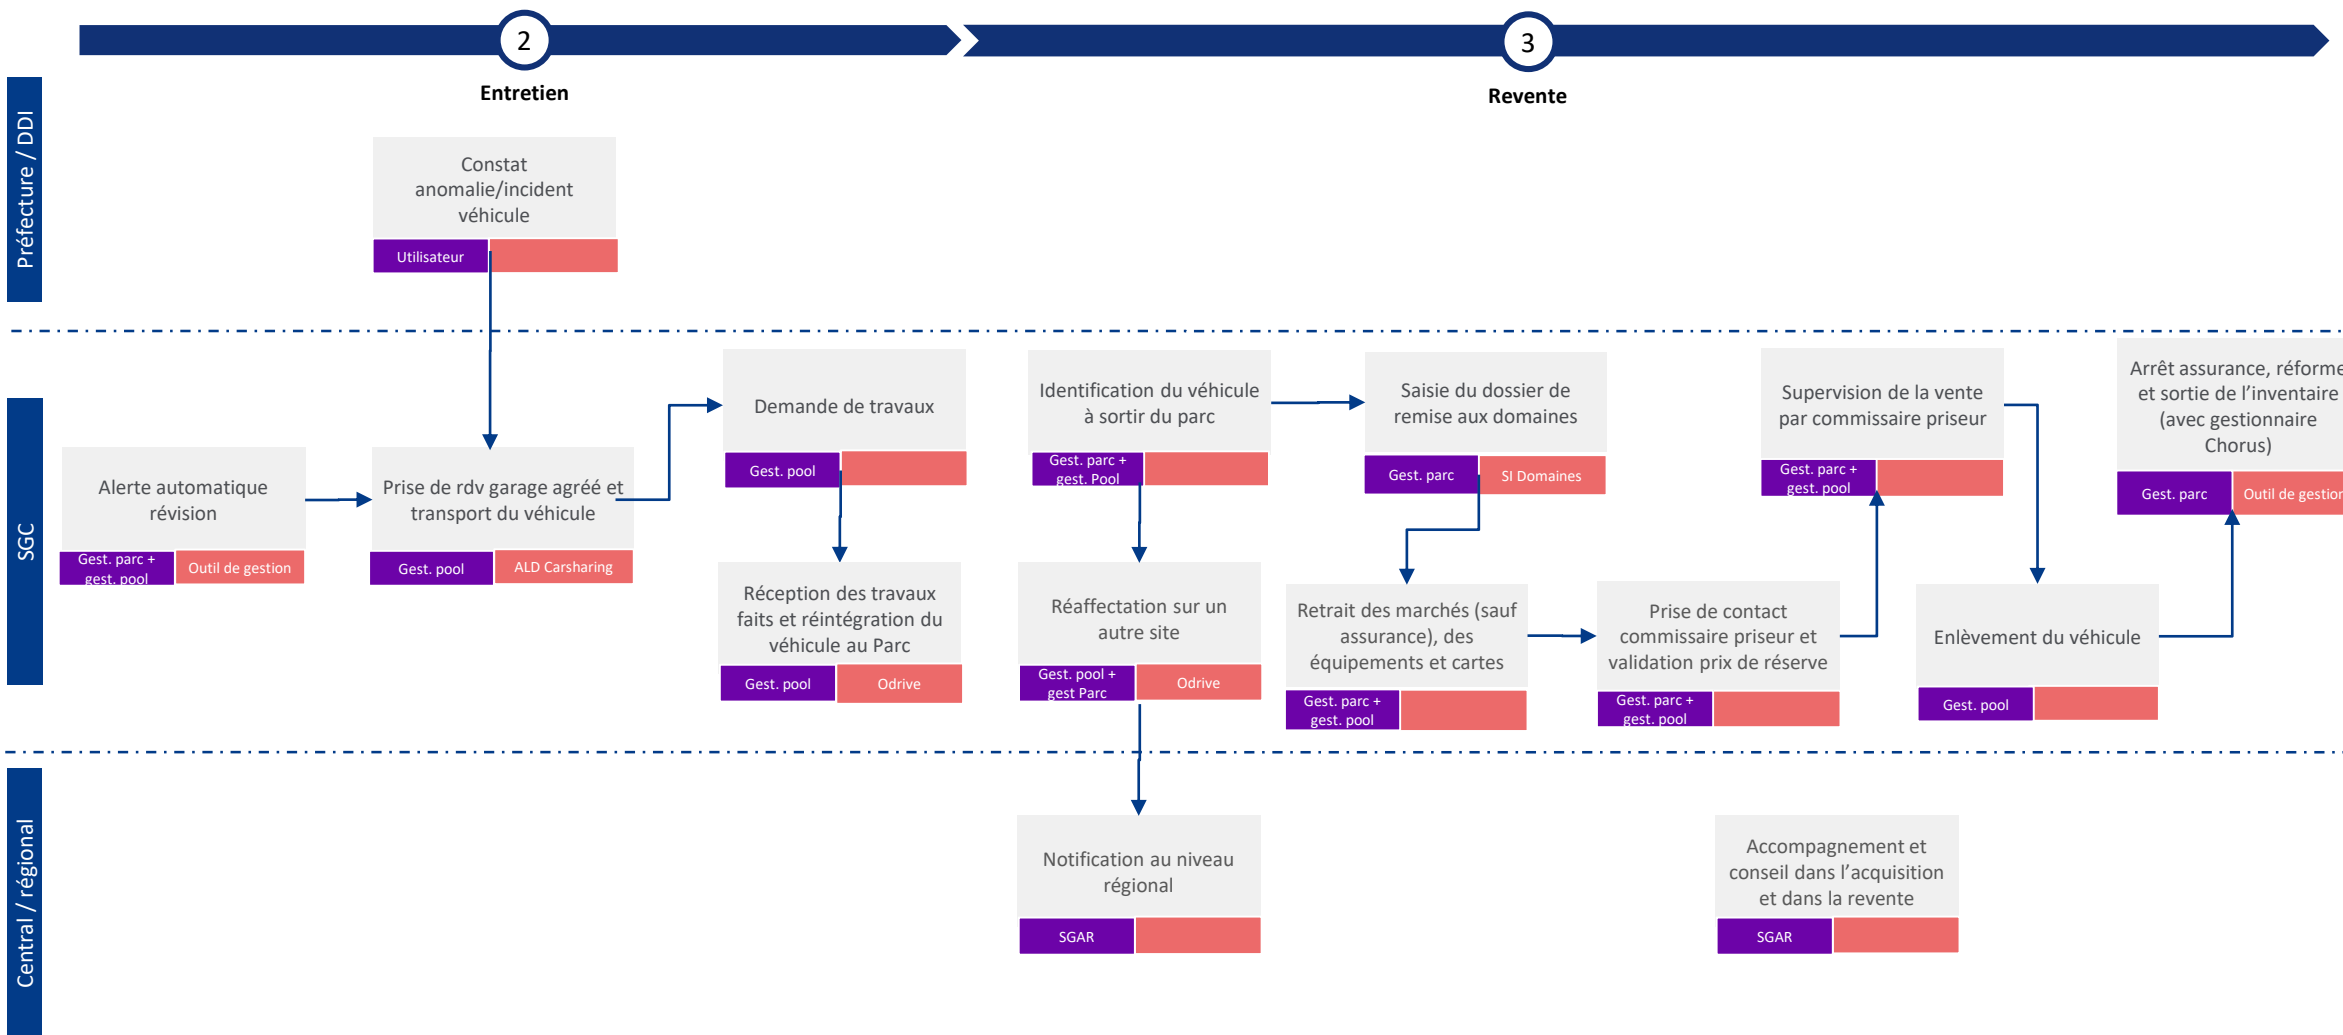 2
3
Entretien
Revente
Préfecture / DDI
Constat
anomalie/incident
véhicule
Utilisateur
SGC
Alerte automatique
révision
Gest. parc +
gest. pool
Outil de gestion
Prise de rdv garage agréé et
transport du véhicule
Gest. pool
ALD Carsharing
Demande de travaux
Gest. pool
Réception des travaux
faits et réintégration du
véhicule au Parc
Gest. pool
Odrive
Identification du véhicule
à sortir du parc
Gest. parc +
gest. Pool
Réaffectation sur un
autre site
Gest. pool +
gest Parc
Odrive
Saisie du dossier de
remise aux domaines
Gest. parc
SI Domaines
Retrait des marchés (sauf
assurance), des
équipements et cartes
Gest. parc +
gest. pool
Prise de contact
commissaire priseur et
validation prix de réserve
Gest. parc +
gest. pool
Supervision de la vente
par commissaire priseur
Gest. parc +
gest. pool
Enlèvement du véhicule
Gest. pool
Arrêt assurance, réforme
et sortie de l’inventaire
(avec gestionnaire
Chorus)
Gest. parc
Outil de gestion
Central / régional
Notification au niveau
régional
SGAR
Accompagnement et
conseil dans l’acquisition
et dans la revente
SGAR